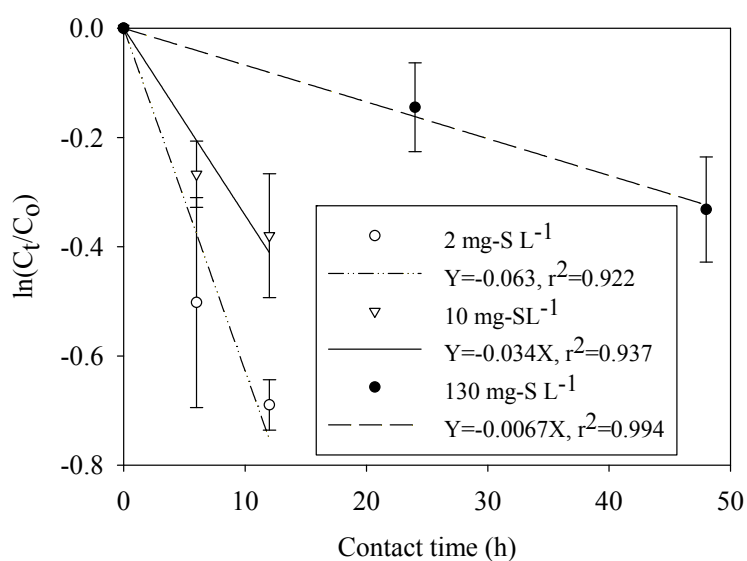 0.0
-0.2
-0.4
-0.6
-0.8
ln(Ct/Co)
2 mg-S L-1
Y=-0.063, r2=0.922
10 mg-SL-1
Y=-0.034X, r2=0.937
130 mg-S L-1
Y=-0.0067X, r2=0.994
0 10 20 30 40 50
Contact time (h)